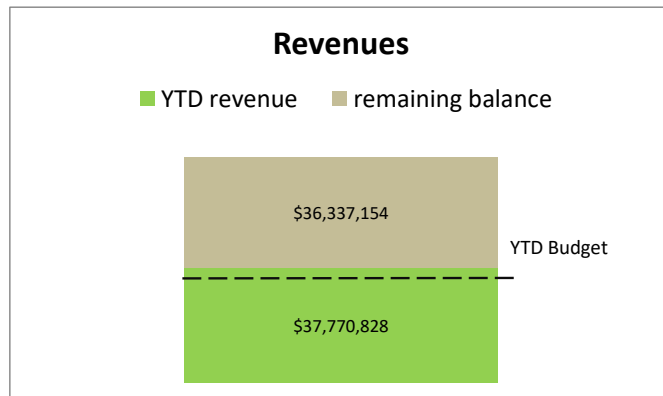 Revenues
YTD revenue remaining balance
$36,337,154
YTD Budget
$37,770,828